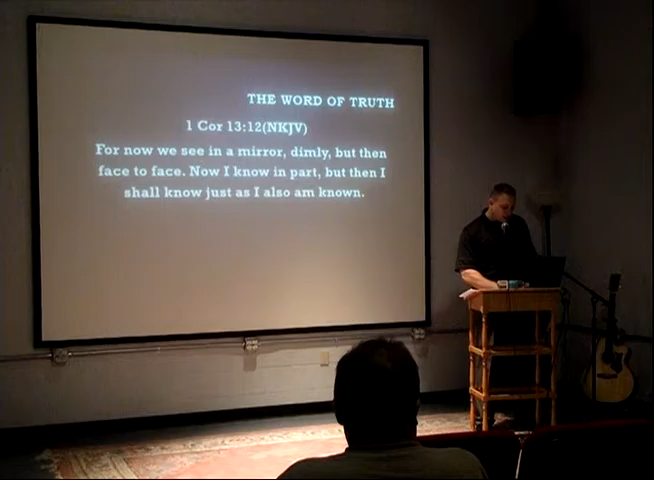 THE WORD OF TRUTH
1 Cor 13:12(NKJV)
For now we see in a mirror, dimly, but then
face to face. Now I know in part, but then I
shall know just as I also am known.